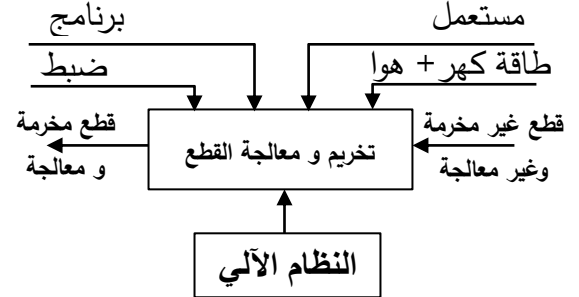 مستعمل
برنامج
طاقة كهر + هوا
ضبط
قطع غير مخرمة
وغير معالجة
تخريم و معالجة القطع
قطع مخرمة
و معالجة
النظام الآلي